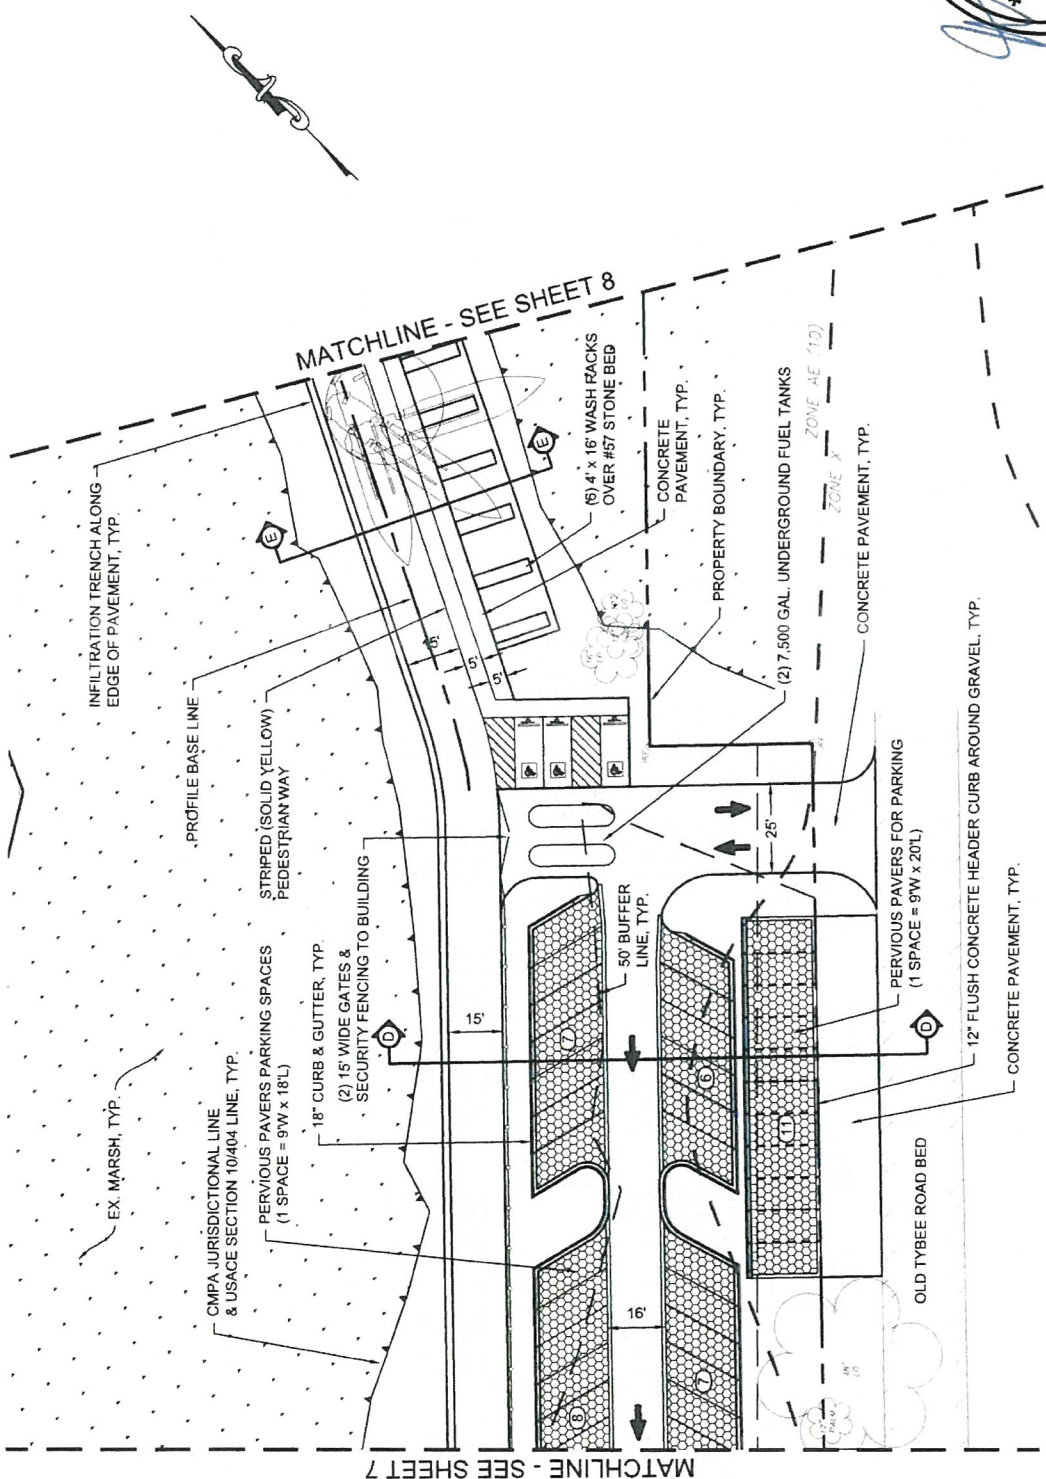 MATCHLINE - SEE SHEET 8
INFILTRATION TRENCH ALONG
EDGE OF PAVEMENT, TYP.
PROFILE BASE LINE
STRIPED (SOLID YELLOW)
PEDESTRIAN WAY
EX. MARSH, TYP.
CMPA JURISDICTIONAL LINE
& USACE SECTION 10/404 LINE, TYP.
PERVIOUS PAVERS PARKING SPACES
(1 SPACE = 9'W x 18'L)
18" CURB & GUTTER, TYP.
(2) 15' WIDE GATES &
SECURITY FENCING TO BUILDING
E
E
(6) 4' x 16' WASH RACKS
OVER #57 STONE BED
CONCRETE
PAVEMENT, TYP.
15'
5'
5'
(2) 7,500 GAL. UNDERGROUND FUEL TANKS
PROPERTY BOUNDARY, TYP.
ZONE AE (10)
ZONE X
CONCRETE PAVEMENT, TYP.
25'
15'
D
D
50' BUFFER
LINE, TYP.
7
6
11
8
7
16'
PERVIOUS PAVERS FOR PARKING
(1 SPACE = 9'W x 20'L)
12" FLUSH CONCRETE HEADER CURB AROUND GRAVEL, TYP.
CONCRETE PAVEMENT, TYP.
OLD TYBEE ROAD BED
PALM
MATCHLINE - SEE SHEET 7